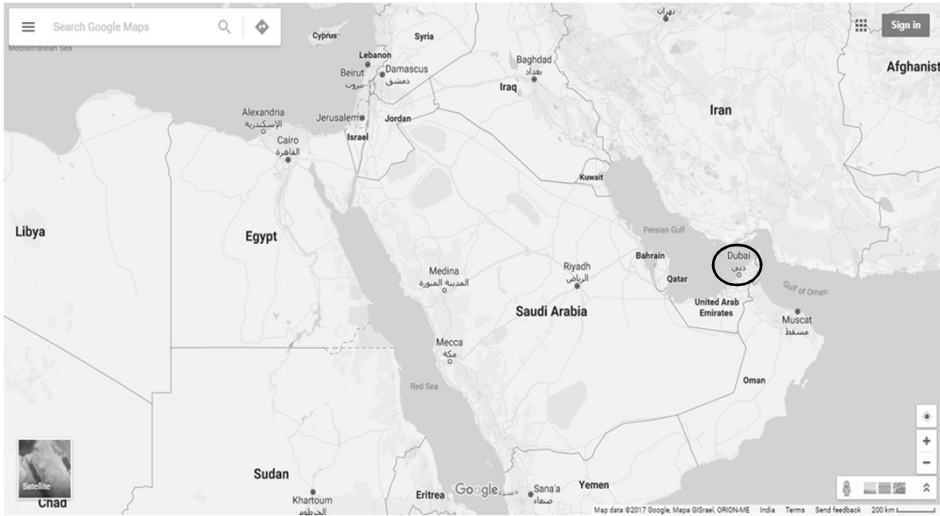 Search Google Maps
Sign in
تهران
Cyprus
Syria
Mediterranean Sea
Lebanon
Beirut
بيروت
Damascus
دمشق
Baghdad
بغداد
Iraq
Afghanist
Iran
Alexandria
الإسكندرية
Jerusalem
Jordan
Israel
Cairo
القاهرة
Kuwait
Libya
Egypt
Persian Gulf
Bahrain
Dubai
دبي
Medina
المدينة المنورة
Riyadh
الرياض
Qatar
Gulf of Oman
United Arab
Emirates
Saudi Arabia
Muscat
مسقط
Mecca
مكة
Red Sea
Oman
Satellite
Sudan
Khartoum
الخرطوم
Chad
Eritrea
Google
Sana'a
صنعاء
Yemen
Map data ©2017 Google, Mapa GISrael, ORION-ME India Terms Send feedback 200 km